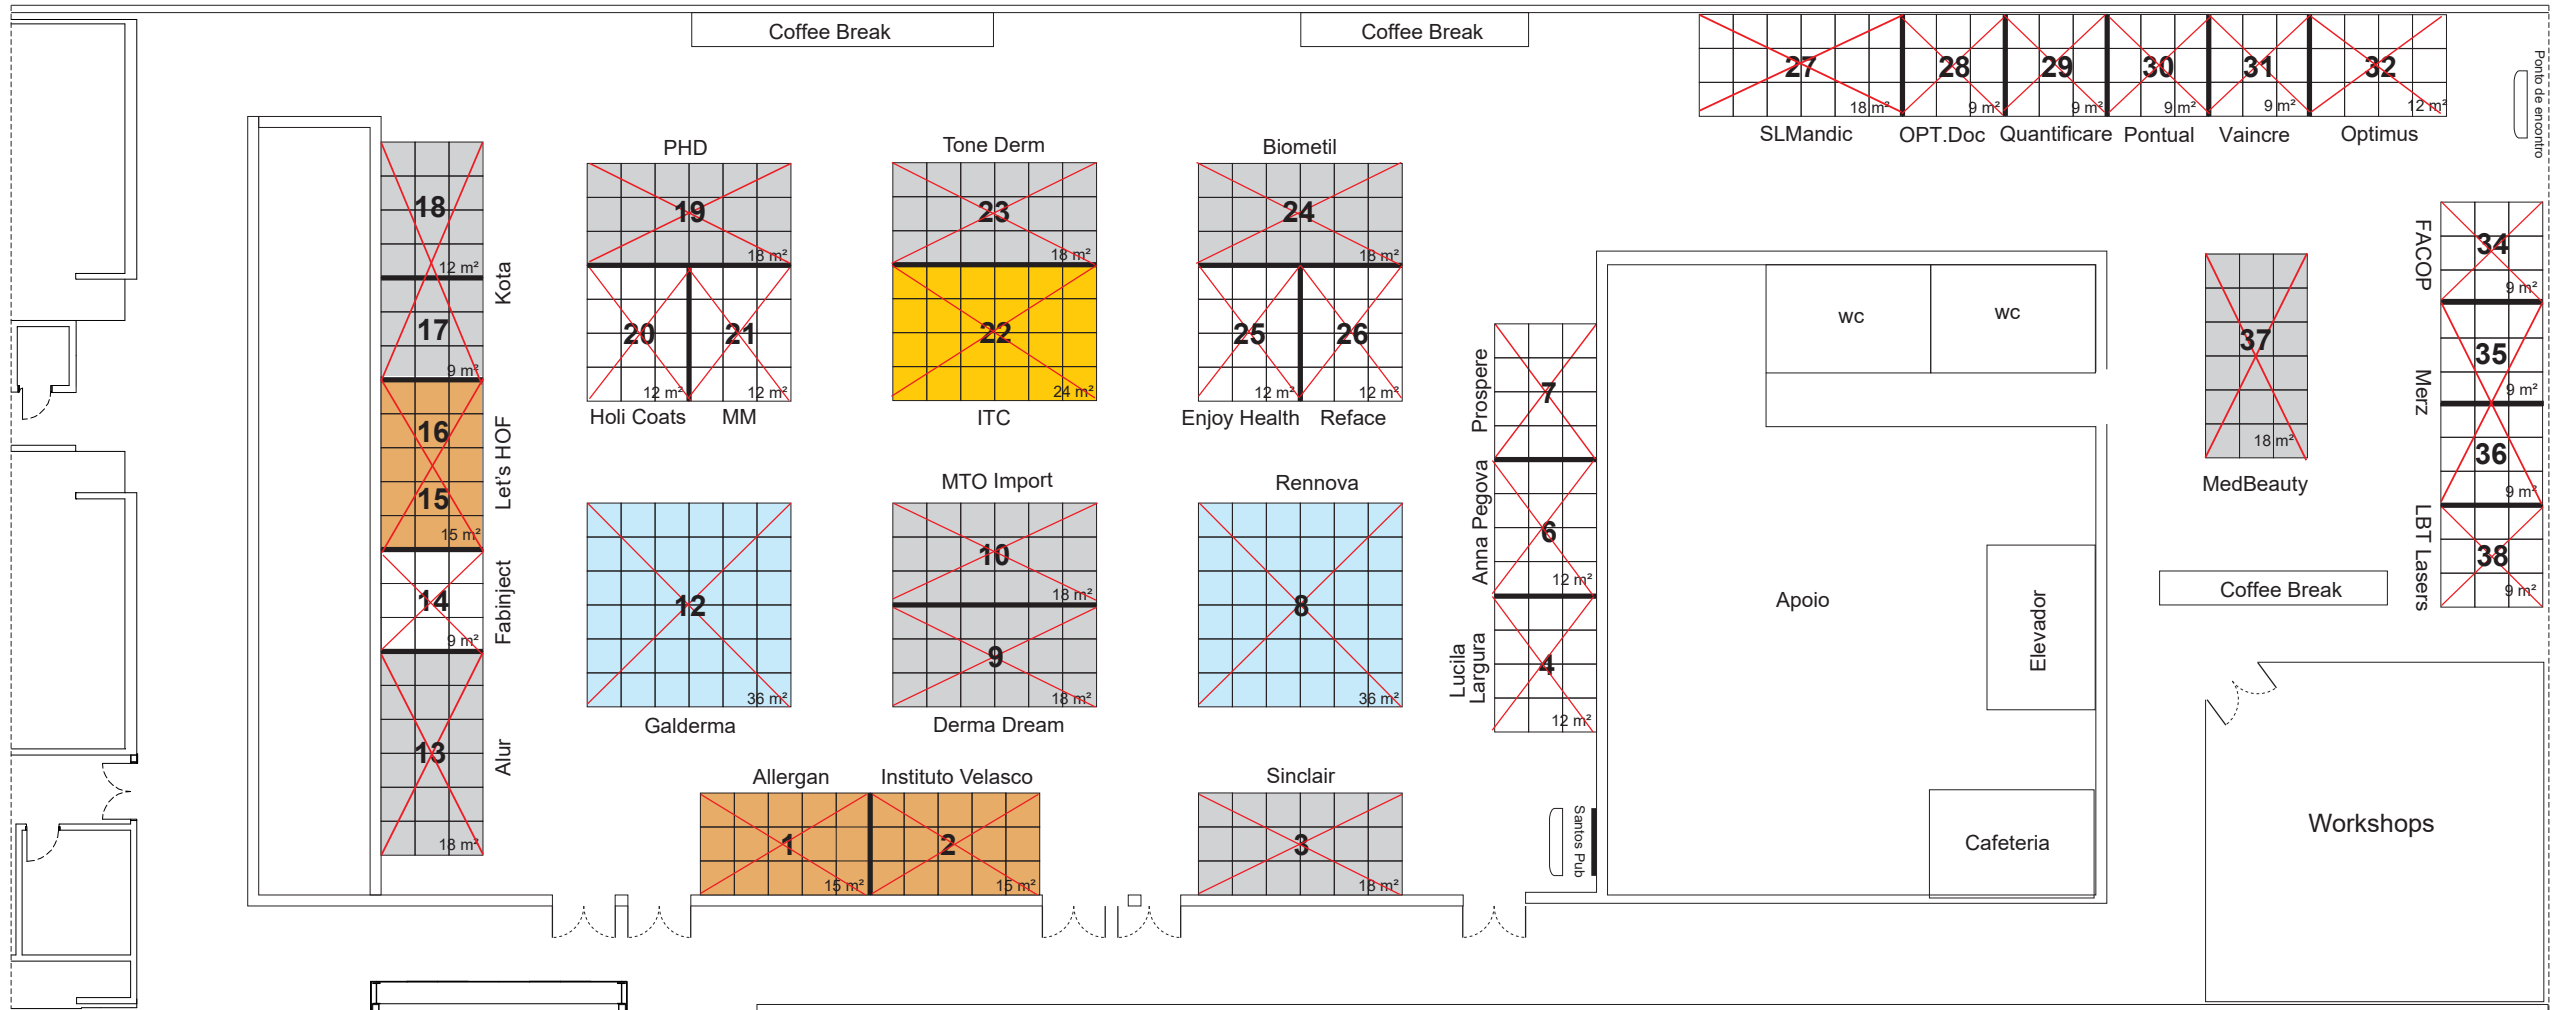 Coffee Break
Coffee Break
27
18 m²
28
9 m²
29
9 m²
30
9 m²
31
9 m²
32
12 m²
SLMandic
OPT.Doc
Quantificare
Pontual
Vaincre
Optimus
Ponto de encontro
18
12 m²
17
9 m²
Kota
16
15
15 m²
Let's HOF
14
9 m²
Fabinject
13
18 m²
Alur
PHD
19
18 m²
20
12 m²
21
12 m²
Holi Coats
MM
Tone Derm
23
18 m²
22
24 m²
ITC
Biometil
24
18 m²
25
12 m²
26
12 m²
Enjoy Health
Reface
12
36 m²
Galderma
MTO Import
10
18 m²
9
18 m²
Derma Dream
Rennova
8
36 m²
Prospere
7
Anna Pegova
6
12 m²
Lucila
Largura
4
12 m²
Allergan
Instituto Velasco
1
15 m²
2
15 m²
Sinclair
3
18 m²
Santos Pub
wc
wc
Apoio
Elevador
Cafeteria
37
18 m²
MedBeauty
FACOP
34
9 m²
Merz
35
9 m²
36
9 m²
LBT Lasers
38
9 m²
Coffee Break
Workshops